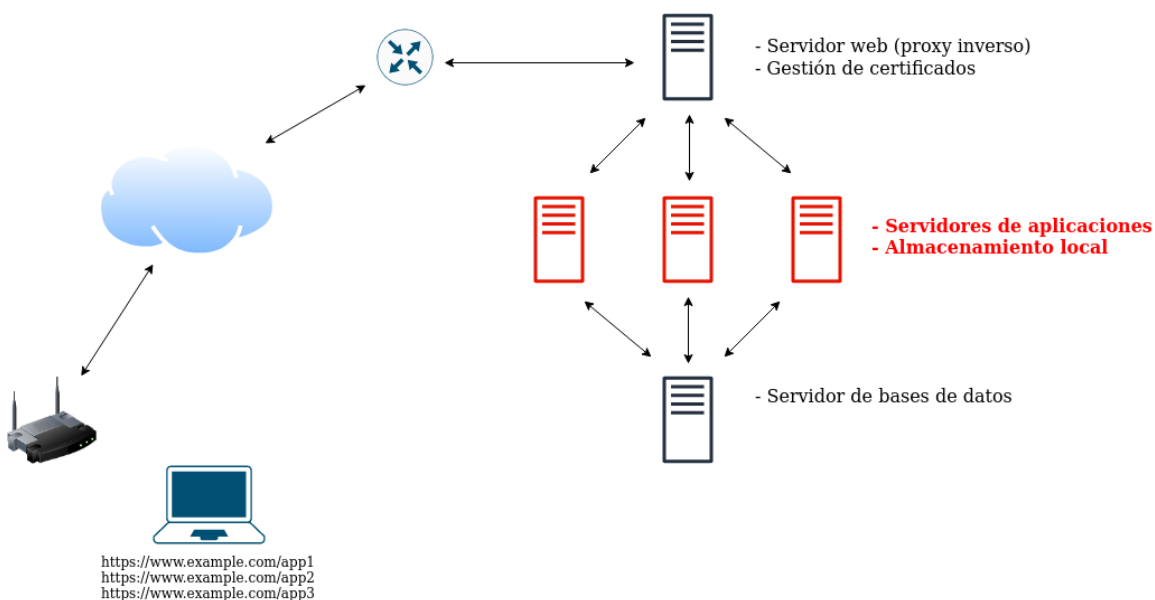 - Servidor web (proxy inverso)
- Gestión de certificados
- Servidores de aplicaciones
- Almacenamiento local
- Servidor de bases de datos
https://www.example.com/app1
https://www.example.com/app2
https://www.example.com/app3